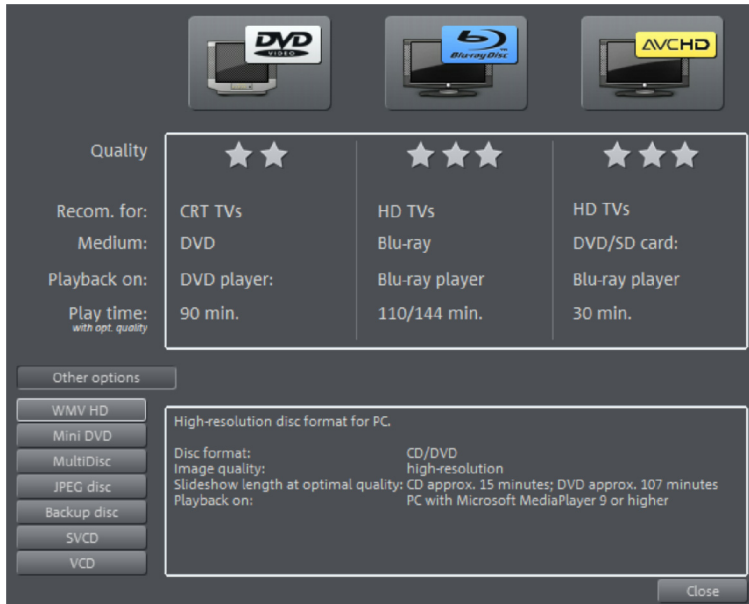 DVD
VIDEO
Blu-ray Disc
AVCHD
Quality
Recom. for: CRT TVs HD TVs HD TVs
Medium: DVD Blu-ray DVD/SD card:
Playback on: DVD player: Blu-ray player Blu-ray player
Play time: 90 min. 110/144 min. 30 min.
with opt. quality
Other options
WMV HD
Mini DVD
MultiDisc
JPEG disc
Backup disc
SVCD
VCD
High-resolution disc format for PC.
Disc format: CD/DVD
Image quality: high-resolution
Slideshow length at optimal quality: CD approx. 15 minutes; DVD approx. 107 minutes
Playback on: PC with Microsoft MediaPlayer 9 or higher
Close